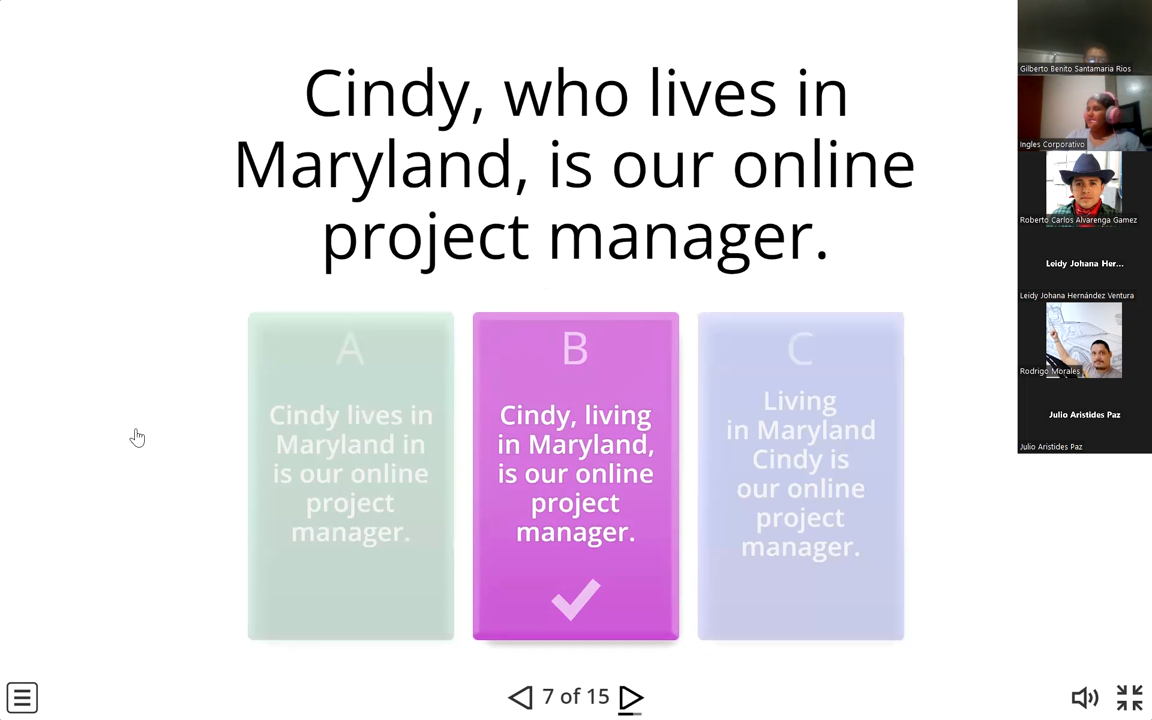 Cindy, who lives in
Maryland, is our online
project manager.
A
Cindy lives in
Maryland in
is our online
project
manager.
B
Cindy, living
in Maryland,
is our online
project
manager.
C
Living
in Maryland
Cindy is
our online
project
manager.
7 of 15
Gilberto Benito Santamaria Rios
Ingles Corporativo
Roberto Carlos Alvarenga Gamez
Leidy Johana Her...
Leidy Johana Hernández Ventura
Rodrigo Morales
Julio Aristides Paz
Julio Aristides Paz